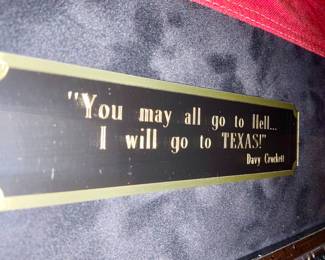 "You may all go to Hell...
I will go to TEXAS!"
Davy Crockett